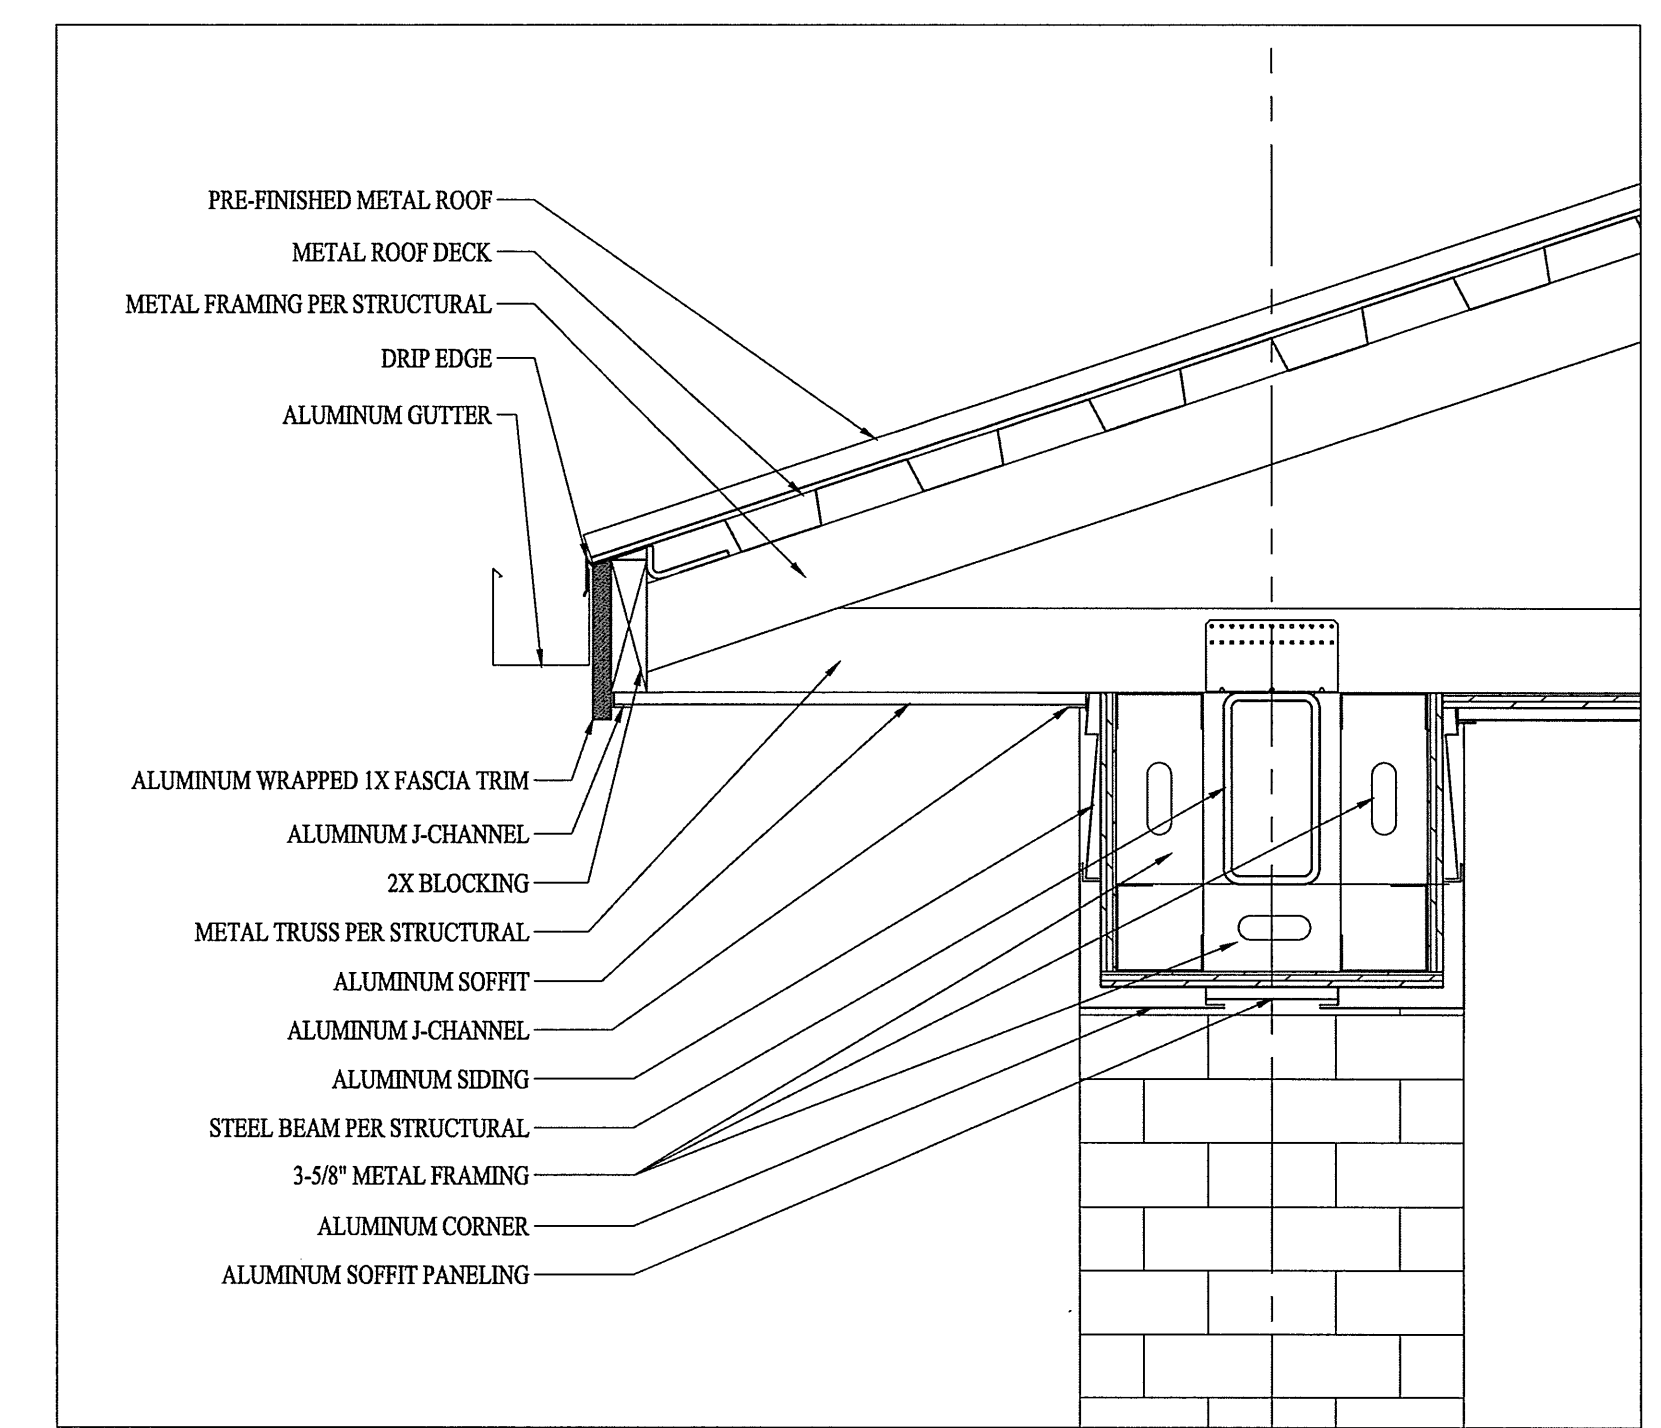 PRE-FINISHED METAL ROOF
METAL ROOF DECK
METAL FRAMING PER STRUCTURAL
DRIP EDGE
ALUMINUM GUTTER
ALUMINUM WRAPPED 1X FASCIA TRIM
ALUMINUM J-CHANNEL
2X BLOCKING
METAL TRUSS PER STRUCTURAL
ALUMINUM SOFFIT
ALUMINUM J-CHANNEL
ALUMINUM SIDING
STEEL BEAM PER STRUCTURAL
3-5/8" METAL FRAMING
ALUMINUM CORNER
ALUMINUM SOFFIT PANELING